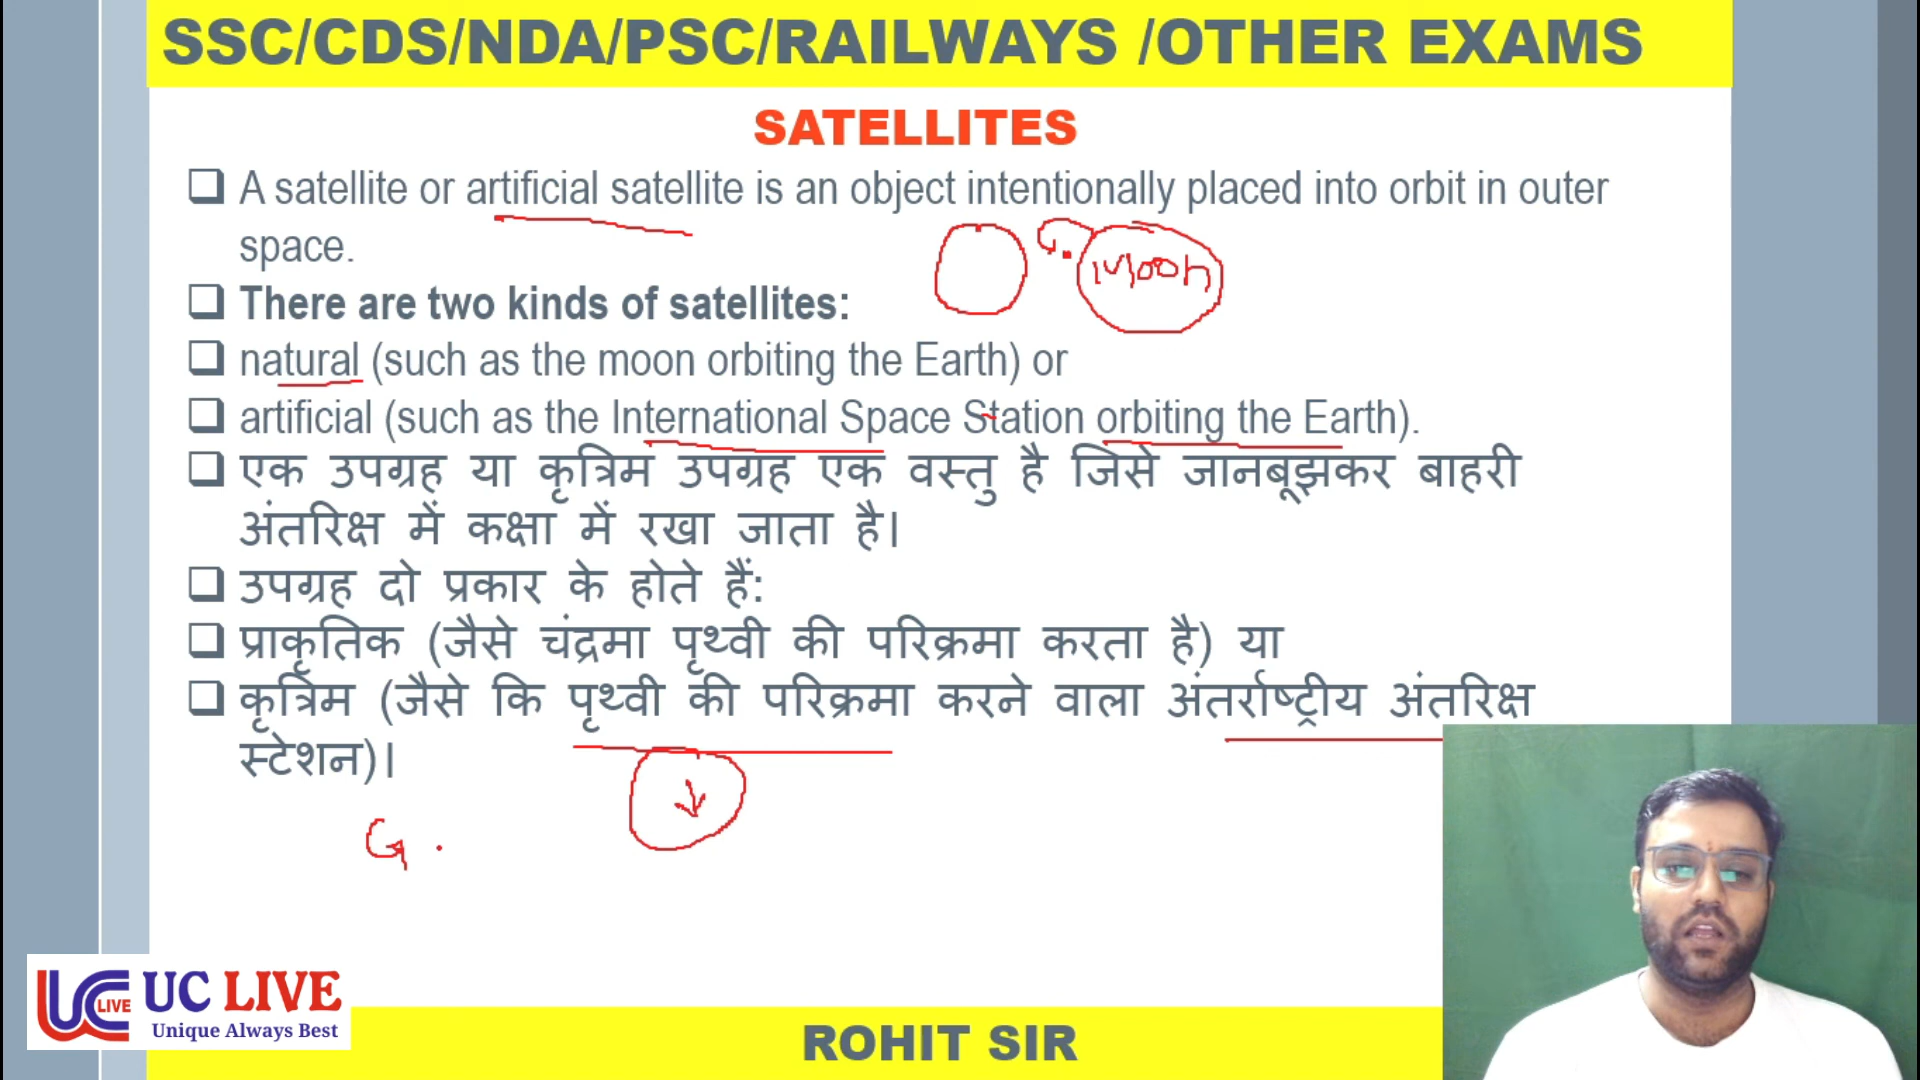 SSC/CDS/NDA/PSC/RAILWAYS /OTHER EXAMS
SATELLITES
❑ A satellite or artificial satellite is an object intentionally placed into orbit in outer
space.
❑ There are two kinds of satellites:
Moon
❑ natural (such as the moon orbiting the Earth) or
❑ artificial (such as the International Space Station orbiting the Earth).
❑ एक उपग्रह या कृत्रिम उपग्रह एक वस्तु है जिसे जानबूझकर बाहरी
अंतरिक्ष में कक्षा में रखा जाता है।
❑ उपग्रह दो प्रकार के होते हैं:
❑ प्राकृतिक (जैसे चंद्रमा पृथ्वी की परिक्रमा करता है) या
❑ कृत्रिम (जैसे कि पृथ्वी की परिक्रमा करने वाला अंतर्राष्ट्रीय अंतरिक्ष
स्टेशन)।
G.
LIVE UC LIVE
Unique Always Best
ROHIT SIR